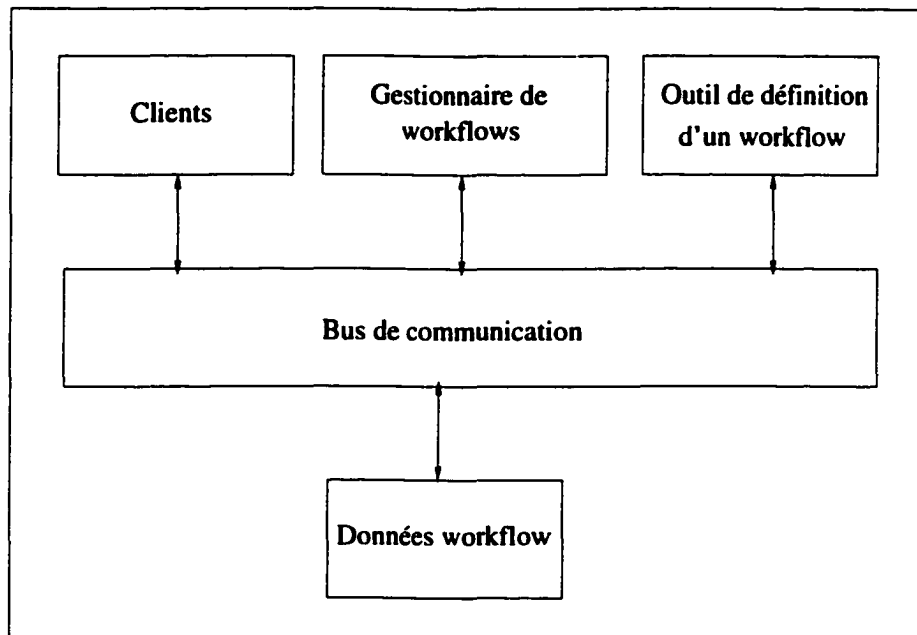 Clients
Gestionnaire de
workflows
Outil de définition
d'un workflow
Bus de communication
Données workflow